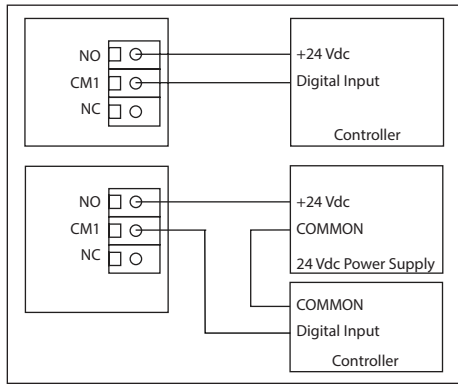 NO
CM1
NC
+24 Vdc
Digital Input
Controller
NO
CM1
NC
+24 Vdc
COMMON
24 Vdc Power Supply
COMMON
Digital Input
Controller